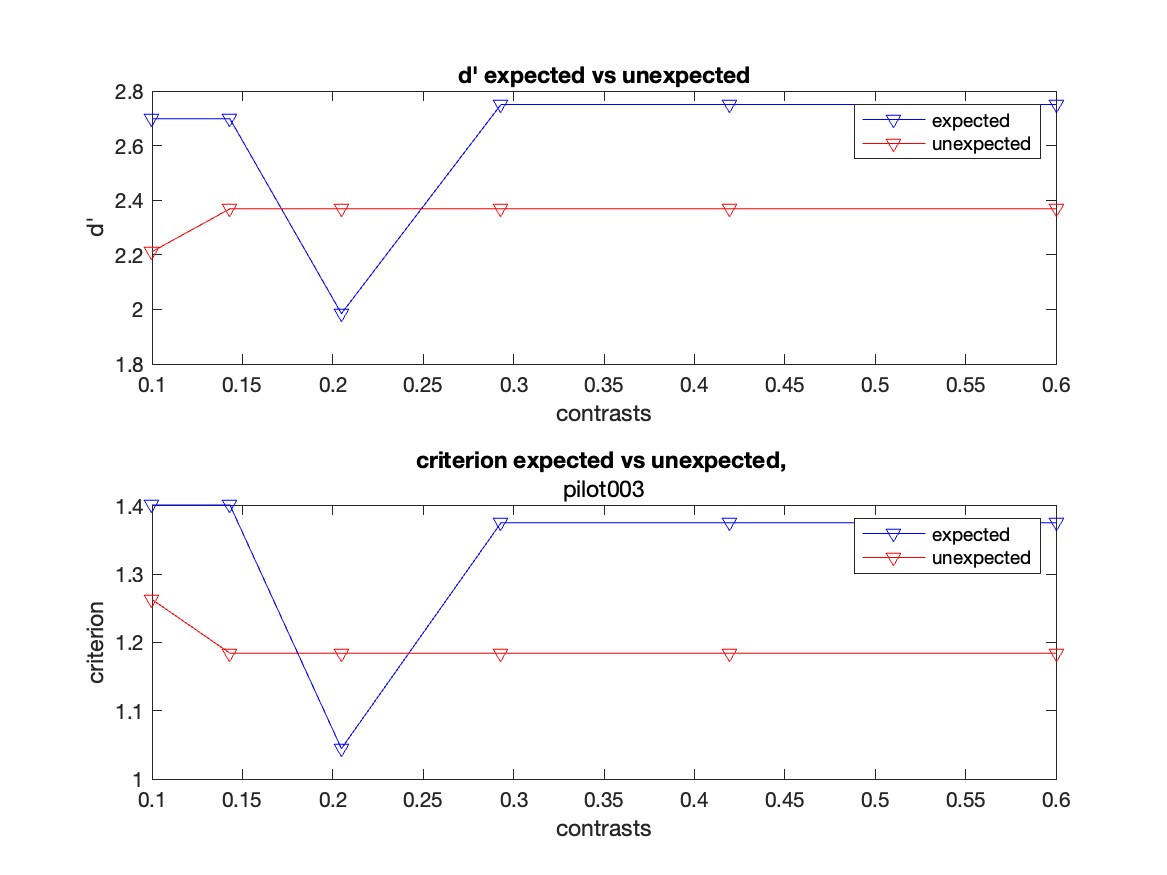 d' expected vs unexpected
2.8
2.6
2.4
2.2
2
1.8
d'
expected
unexpected
0.1 0.15 0.2 0.25 0.3 0.35 0.4 0.45 0.5 0.55 0.6
contrasts
criterion expected vs unexpected,
pilot003
1.4
1.3
1.2
1.1
1
criterion
expected
unexpected
0.1 0.15 0.2 0.25 0.3 0.35 0.4 0.45 0.5 0.55 0.6
contrasts